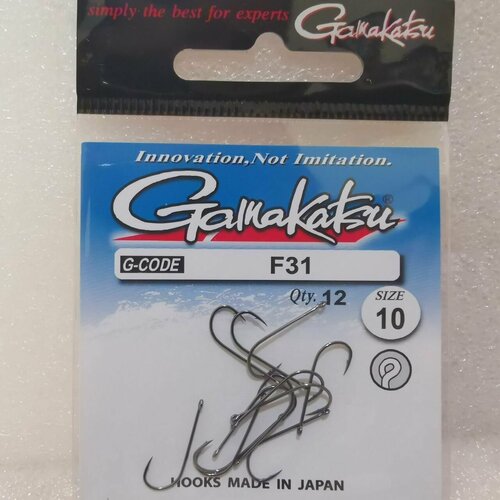 simply the best for experts
Gamakatsu
Innovation, Not Imitation.
Gamakatsu®
G-CODE
F31
Qty. 12
SIZE
10
HOOKS MADE IN JAPAN